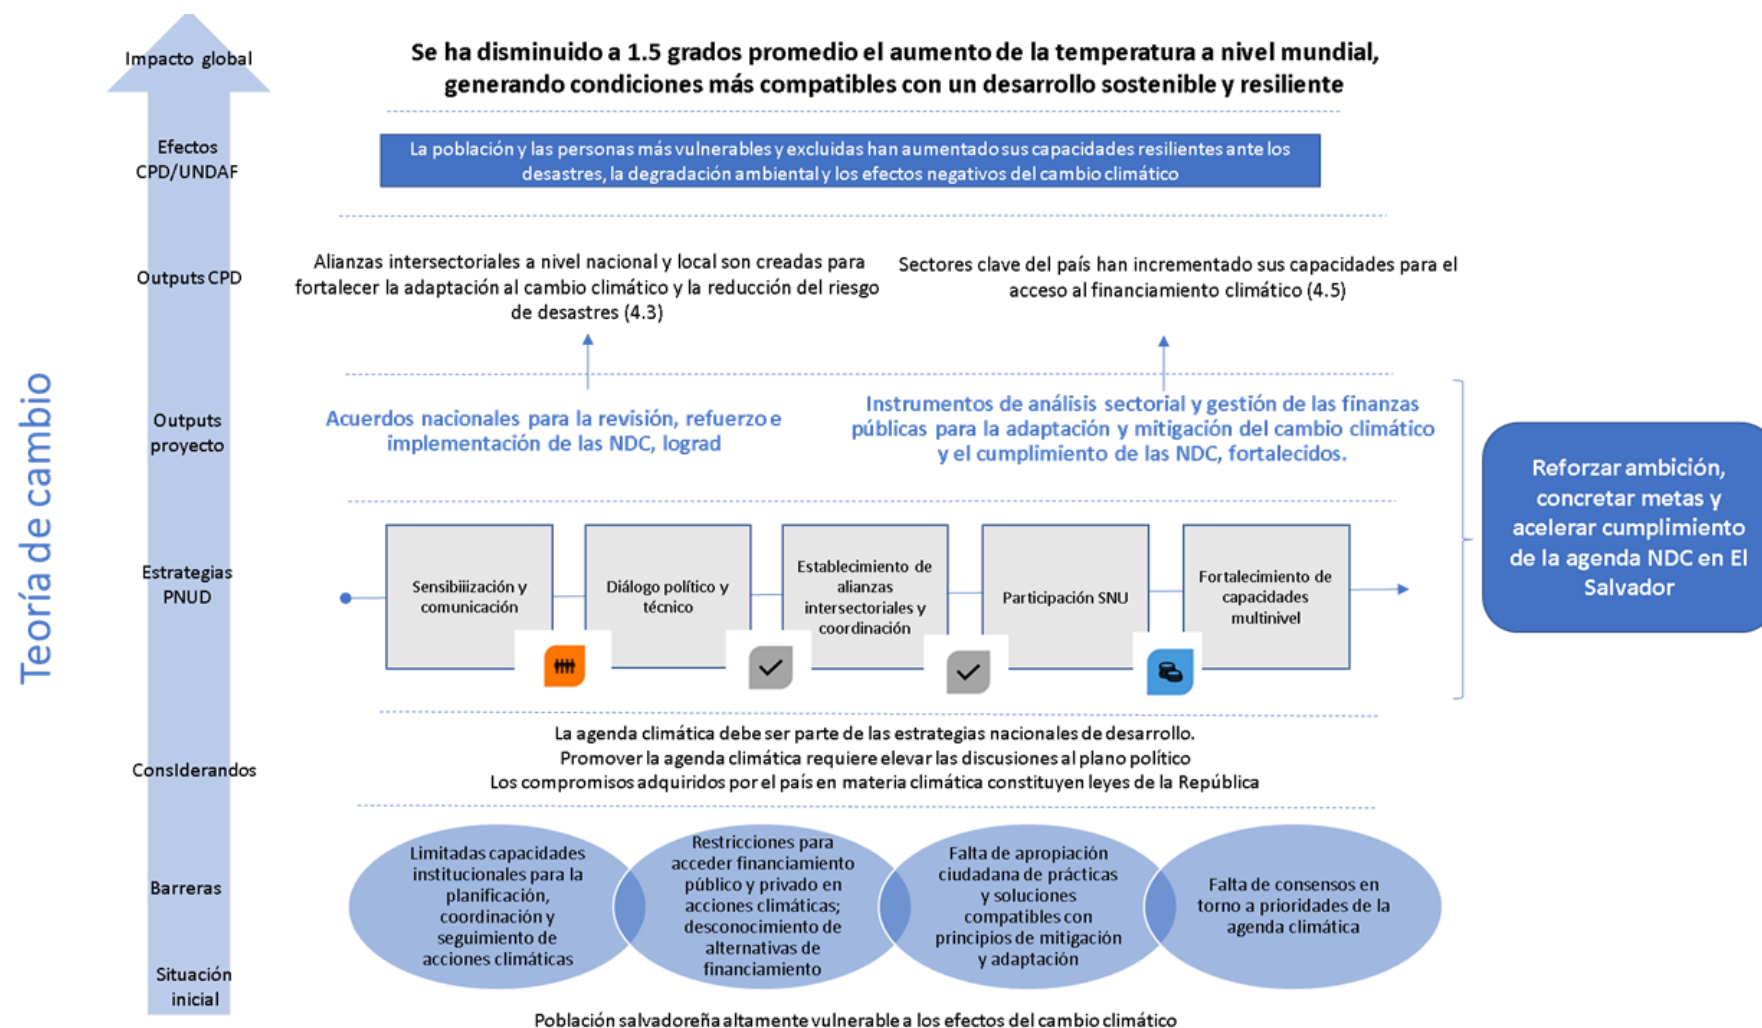 Teoría de cambio
Impacto global
Se ha disminuido a 1.5 grados promedio el aumento de la temperatura a nivel mundial,
generando condiciones más compatibles con un desarrollo sostenible y resiliente
Efectos
CPD/UNDAF
La población y las personas más vulnerables y excluidas han aumentado sus capacidades resilientes ante los
desastres, la degradación ambiental y los efectos negativos del cambio climático
Outputs CPD
Alianzas intersectoriales a nivel nacional y local son creadas para
fortalecer la adaptación al cambio climático y la reducción del riesgo
de desastres (4.3)
Sectores clave del país han incrementado sus capacidades para el
acceso al financiamiento climático (4.5)
Outputs
proyecto
Acuerdos nacionales para la revisión, refuerzo e
implementación de las NDC, lograd
Instrumentos de análisis sectorial y gestión de las finanzas
públicas para la adaptación y mitigación del cambio climático
y el cumplimiento de las NDC, fortalecidos.
Reforzar ambición,
concretar metas y
acelerar cumplimiento
de la agenda NDC en El
Salvador
Estrategias
PNUD
Sensibiiización y
comunicación
Diálogo político y
técnico
Establecimiento de
alianzas
intersectoriales y
coordinación
Participación SNU
Fortalecimiento de
capacidades
multinivel
ConsIderandos
La agenda climática debe ser parte de las estrategias nacionales de desarrollo.
Promover la agenda climática requiere elevar las discusiones al plano político
Los compromisos adquiridos por el país en materia climática constituyen leyes de la República
Barreras
Limitadas capacidades
institucionales para la
planificación,
coordinación y
seguimiento de
acciones climáticas
Restricciones para
acceder financiamiento
público y privado en
acciones climáticas;
desconocimiento de
alternativas de
financiamiento
Falta de apropiación
ciudadana de prácticas
y soluciones
compatibles con
principios de mitigación
y adaptación
Falta de consensos en
torno a prioridades de la
agenda climática
Situación
inicial
Población salvadoreña altamente vulnerable a los efectos del cambio climático